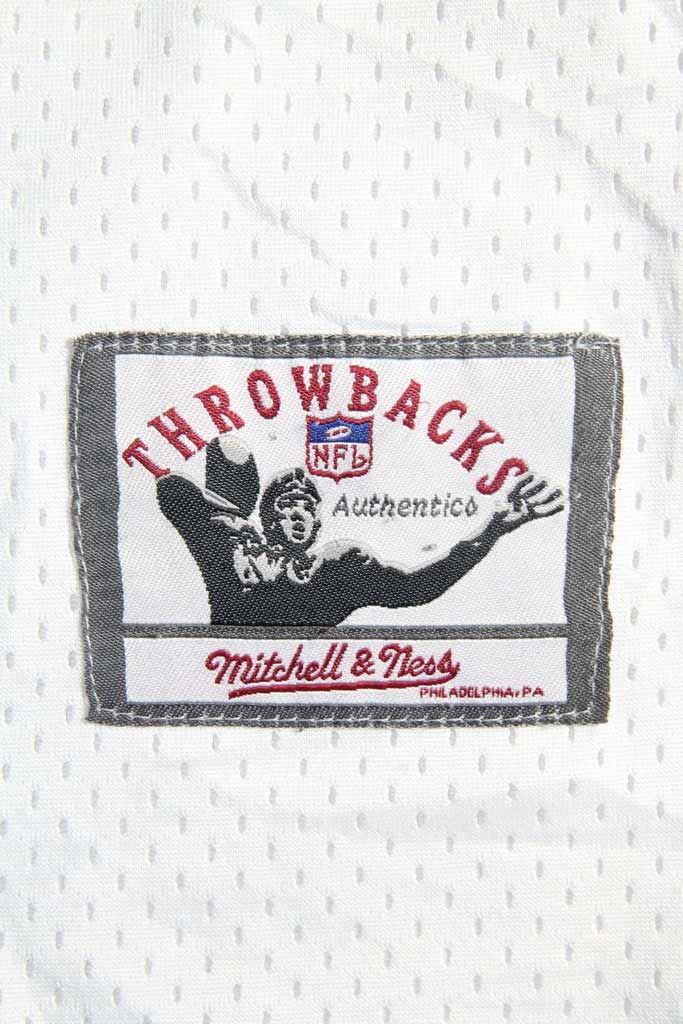 THROWBACKS
NFL
Authentics
Mitchell & Ness
PHILADELPHIA, PA